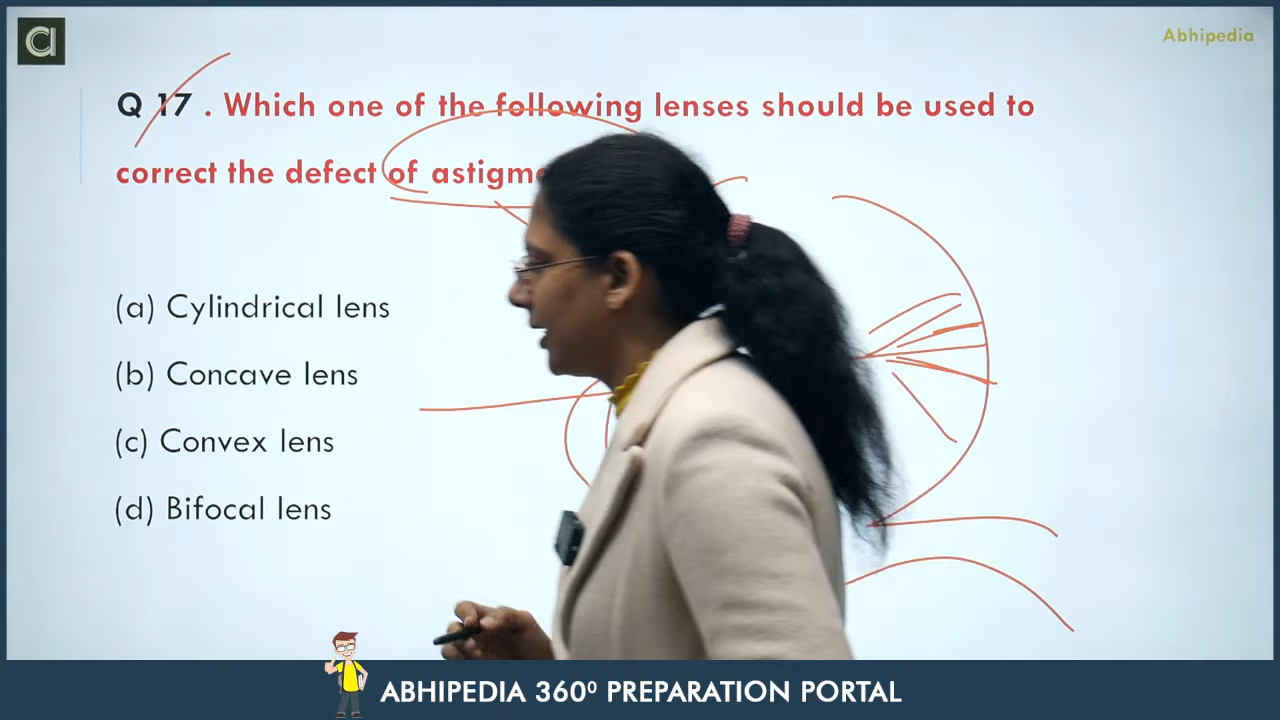 Abhipedia
Q 17 . Which one of the following lenses should be used to
correct the defect of
(a) Cylindrical lens
(b) Concave lens
(c) Convex lens
(d) Bifocal lens
ABHIPEDIA 360⁰ PREPARATION PORTAL